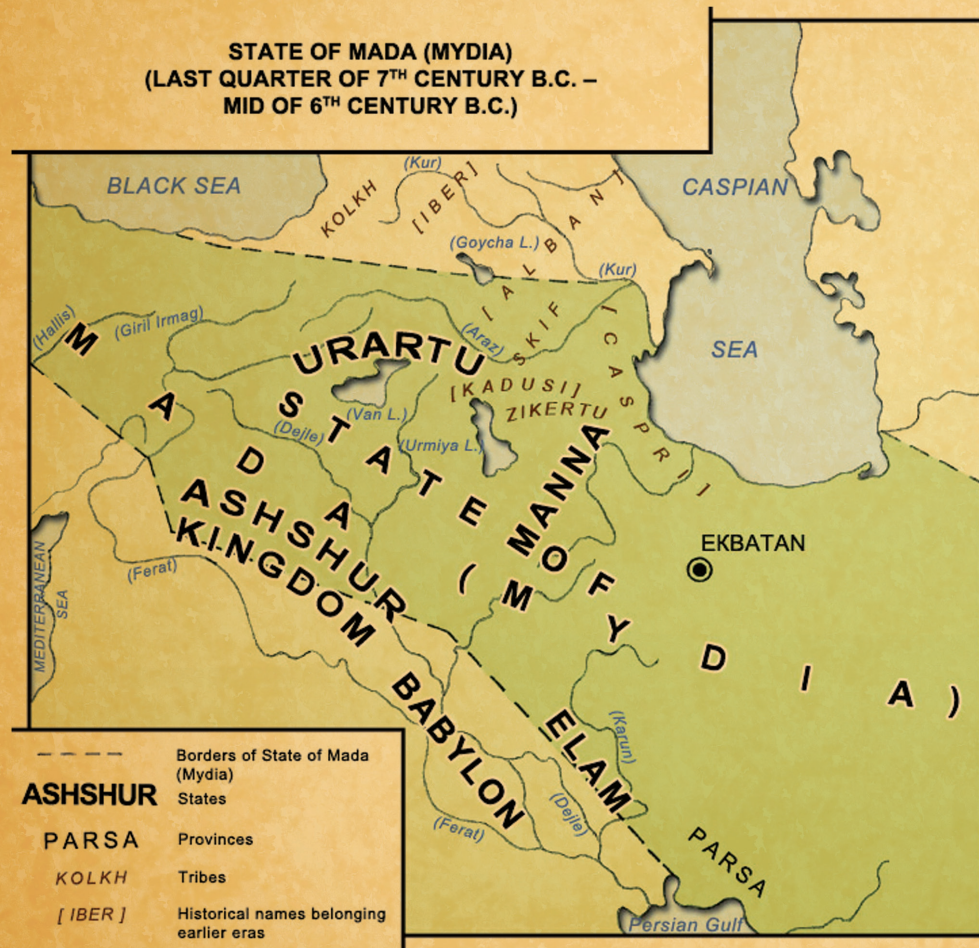 STATE OF MADA (MYDIA)
(LAST QUARTER OF 7TH CENTURY B.C. –
MID OF 6TH CENTURY B.C.)
BLACK SEA
KOLKH
(Kur)
[IBER]
[ALBAN]
CASPIAN
SEA
(Goycha L.)
(Kur)
(Hallis)
(Giril Irmag)
(Araz)
SKIF
[CASPRII]
URARTU
[KADUSI]
ZIKERTU
(Van L.)
(Urmiya L.)
(Dejle)
MADA
STATE OF
(MYDIA)
MANNA
ASHSHUR
KINGDOM
EKBATAN
(Ferat)
MEDITERRANEAN
SEA
BABYLON
ELAM
(Karun)
(Dejle)
(Ferat)
PARSA
Persian Gulf
Borders of State of Mada
(Mydia)
ASHSHUR States
PARSA Provinces
KOLKH Tribes
[ IBER ] Historical names belonging
earlier eras